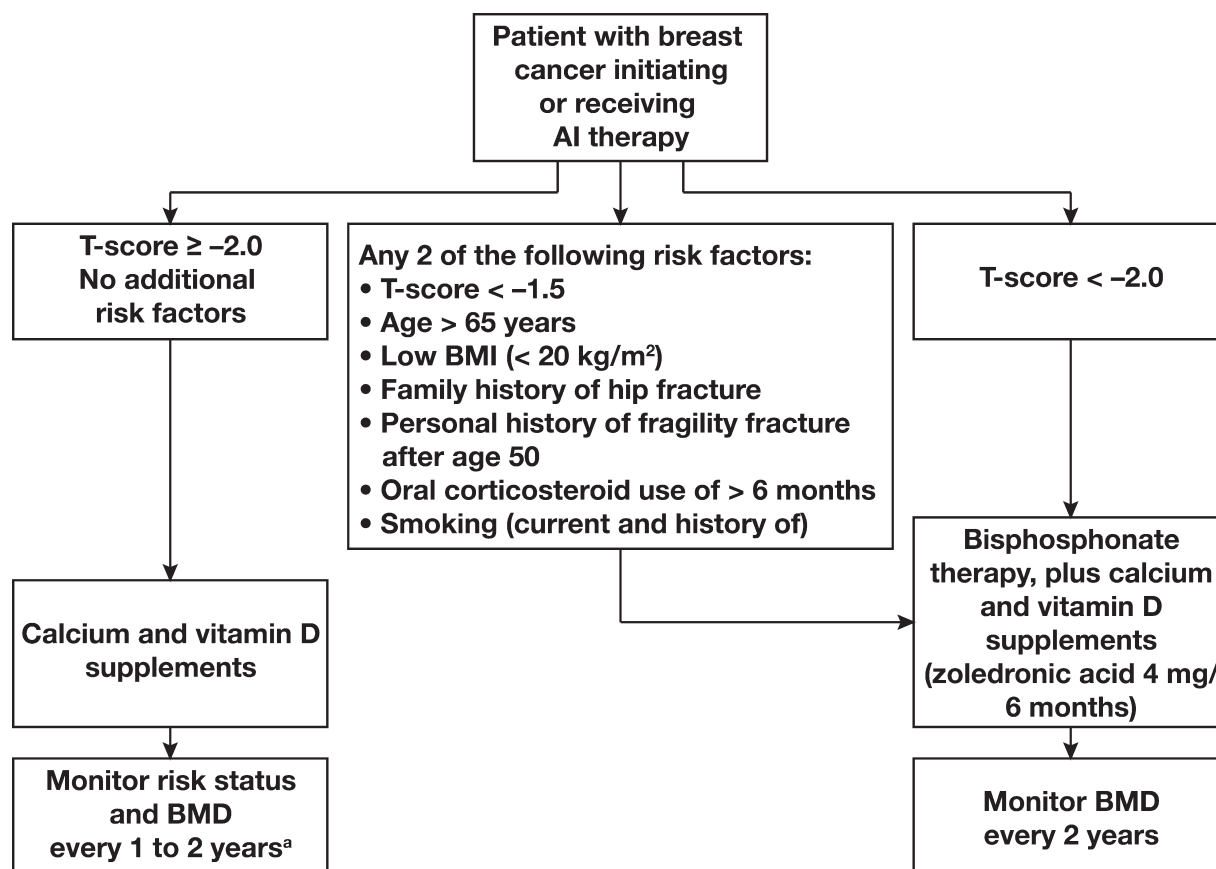 Patient with breast
cancer initiating
or receiving
AI therapy
T-score ≥ –2.0
No additional
risk factors
Any 2 of the following risk factors:
• T-score < –1.5
• Age > 65 years
• Low BMI (< 20 kg/m²)
• Family history of hip fracture
• Personal history of fragility fracture
after age 50
• Oral corticosteroid use of > 6 months
• Smoking (current and history of)
T-score < –2.0
Calcium and vitamin D
supplements
Bisphosphonate
therapy, plus calcium
and vitamin D
supplements
(zoledronic acid 4 mg/
6 months)
Monitor risk status
and BMD
every 1 to 2 yearsᵃ
Monitor BMD
every 2 years